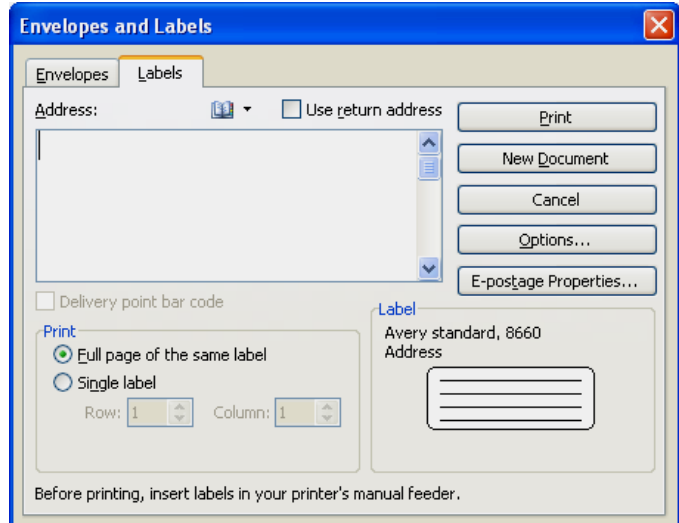 Envelopes and Labels
Envelopes
Labels
Address:
Use return address
Print
New Document
Cancel
Options...
E-postage Properties...
Delivery point bar code
Print
Full page of the same label
Single label
Row: 1 Column: 1
Label
Avery standard, 8660
Address
Before printing, insert labels in your printer's manual feeder.